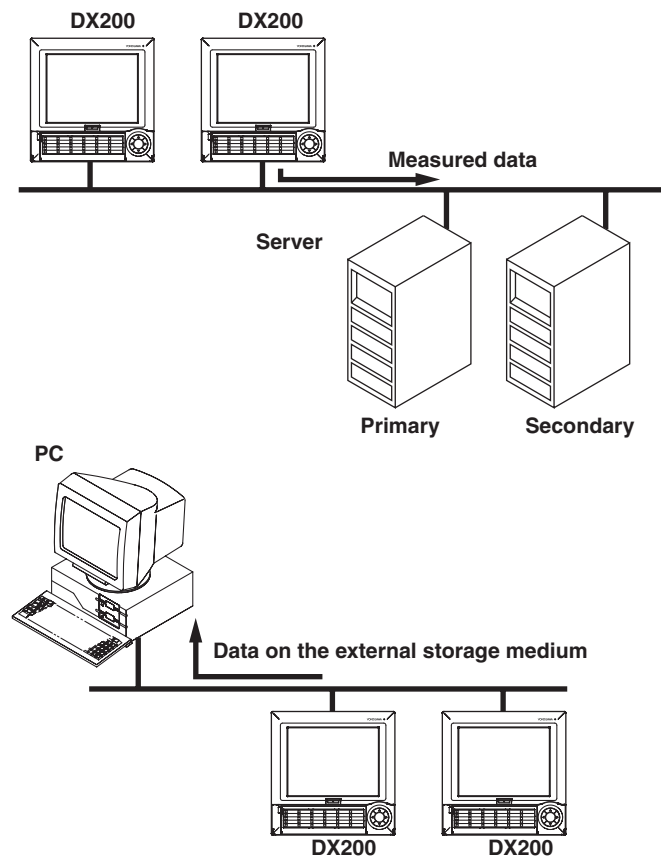 DX200
DX200
Measured data
Server
Primary
Secondary
PC
Data on the external storage medium
DX200
DX200